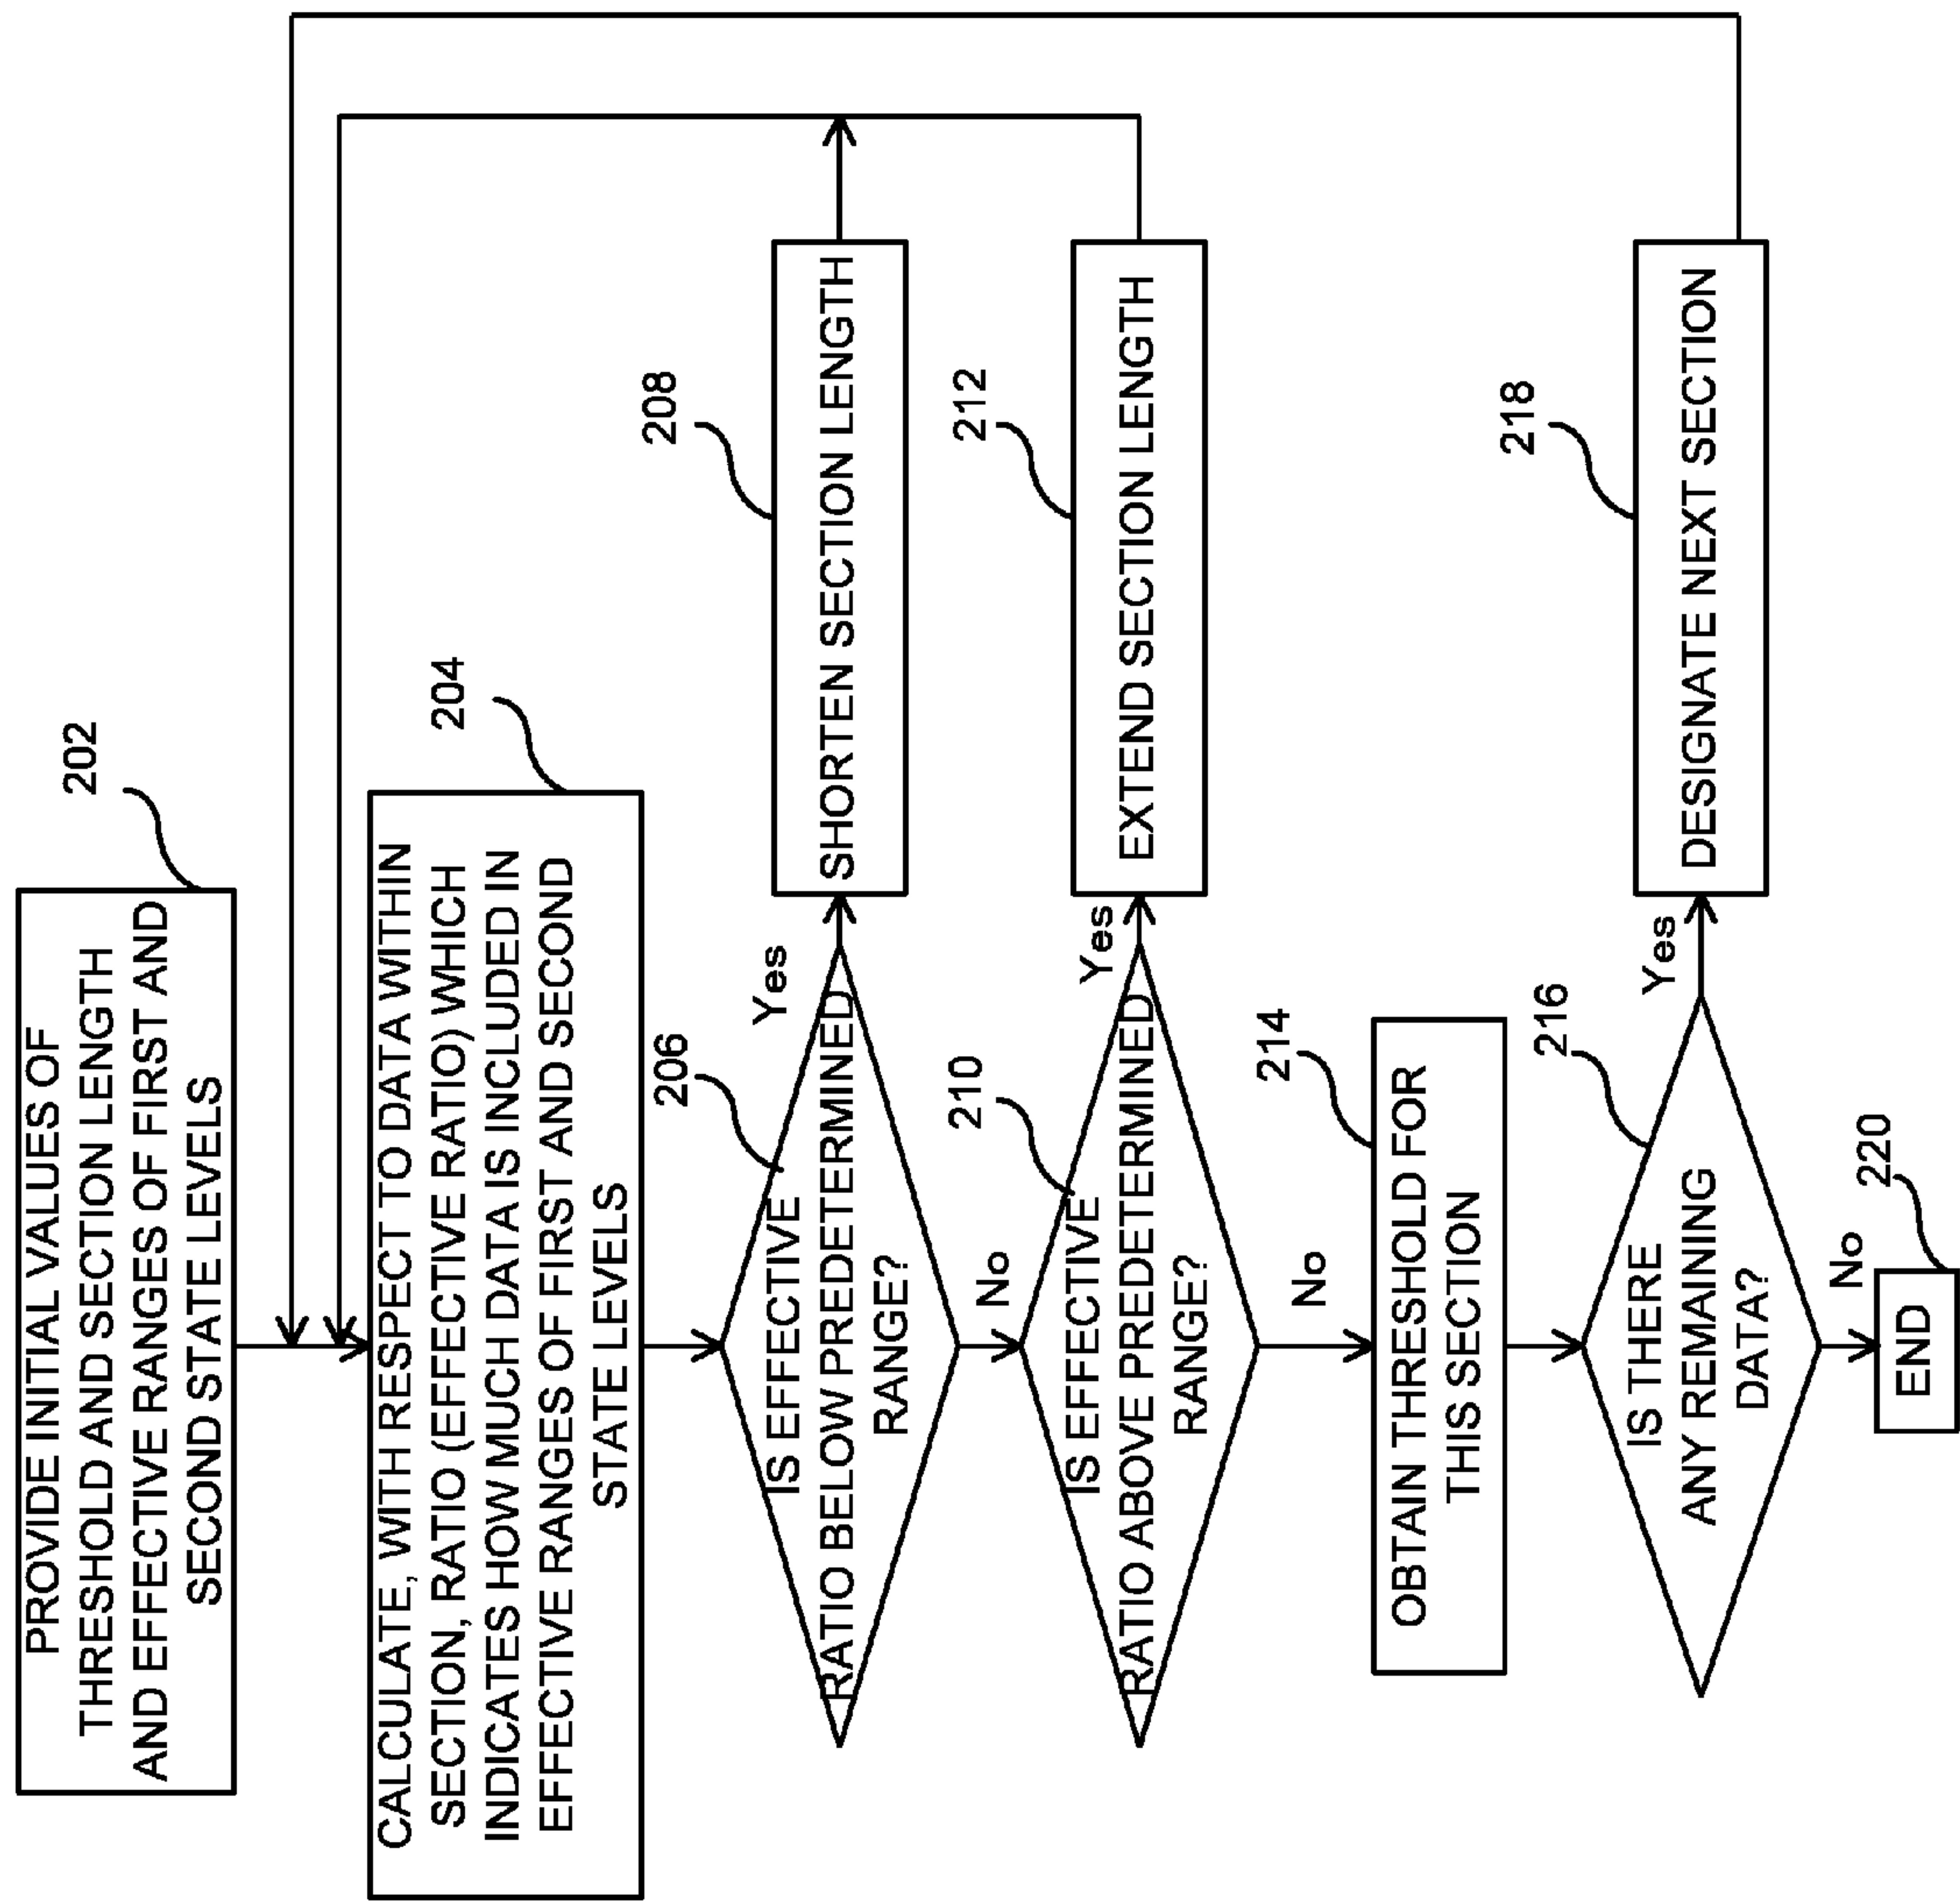 202
PROVIDE INITIAL VALUES OF
THRESHOLD AND SECTION LENGTH
AND EFFECTIVE RANGES OF FIRST AND
SECOND STATE LEVELS
204
CALCULATE, WITH RESPECT TO DATA WITHIN
SECTION, RATIO (EFFECTIVE RATIO) WHICH
INDICATES HOW MUCH DATA IS INCLUDED IN
EFFECTIVE RANGES OF FIRST AND SECOND
STATE LEVELS
206
IS EFFECTIVE
RATIO BELOW PREDETERMINED
RANGE?
Yes
208
SHORTEN SECTION LENGTH
No
210
IS EFFECTIVE
RATIO ABOVE PREDETERMINED
RANGE?
Yes
212
EXTEND SECTION LENGTH
No
214
OBTAIN THRESHOLD FOR
THIS SECTION
216
IS THERE
ANY REMAINING
DATA?
Yes
218
DESIGNATE NEXT SECTION
No
220
END